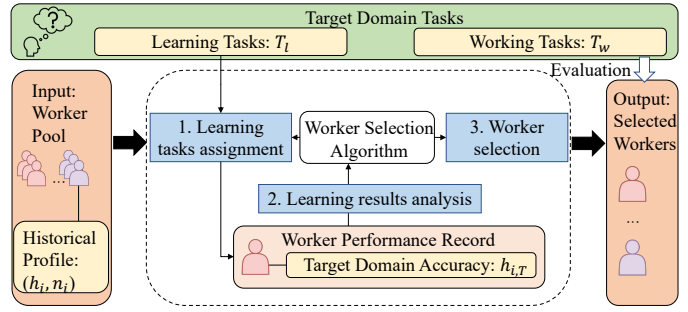 Target Domain Tasks
Learning Tasks: T_l
Working Tasks: T_w
Evaluation
Input:
Worker
Pool
...
Historical
Profile:
(h_i, n_i)
1. Learning
tasks assignment
Worker Selection
Algorithm
3. Worker
selection
2. Learning results analysis
Worker Performance Record
Target Domain Accuracy: h_{i,T}
Output:
Selected
Workers
...